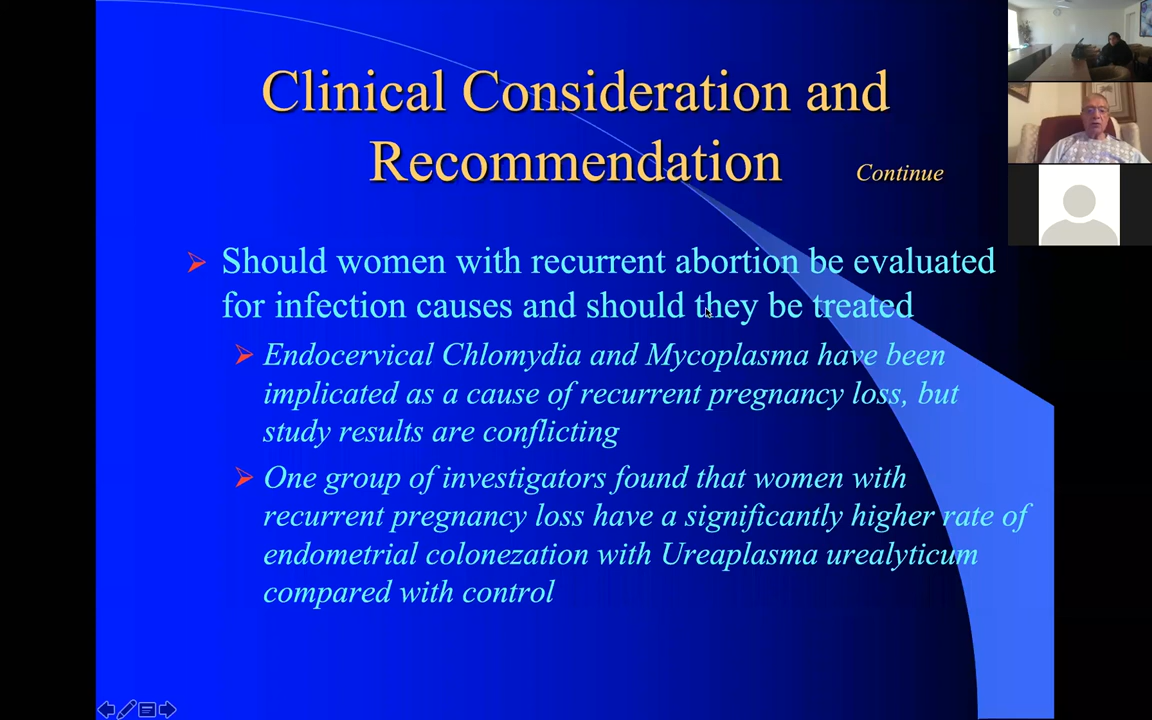 Clinical Consideration and
Recommendation
Continue
Should women with recurrent abortion be evaluated
for infection causes and should they be treated
Endocervical Chlomydia and Mycoplasma have been
implicated as a cause of recurrent pregnancy loss, but
study results are conflicting
One group of investigators found that women with
recurrent pregnancy loss have a significantly higher rate of
endometrial colonezation with Ureaplasma urealyticum
compared with control